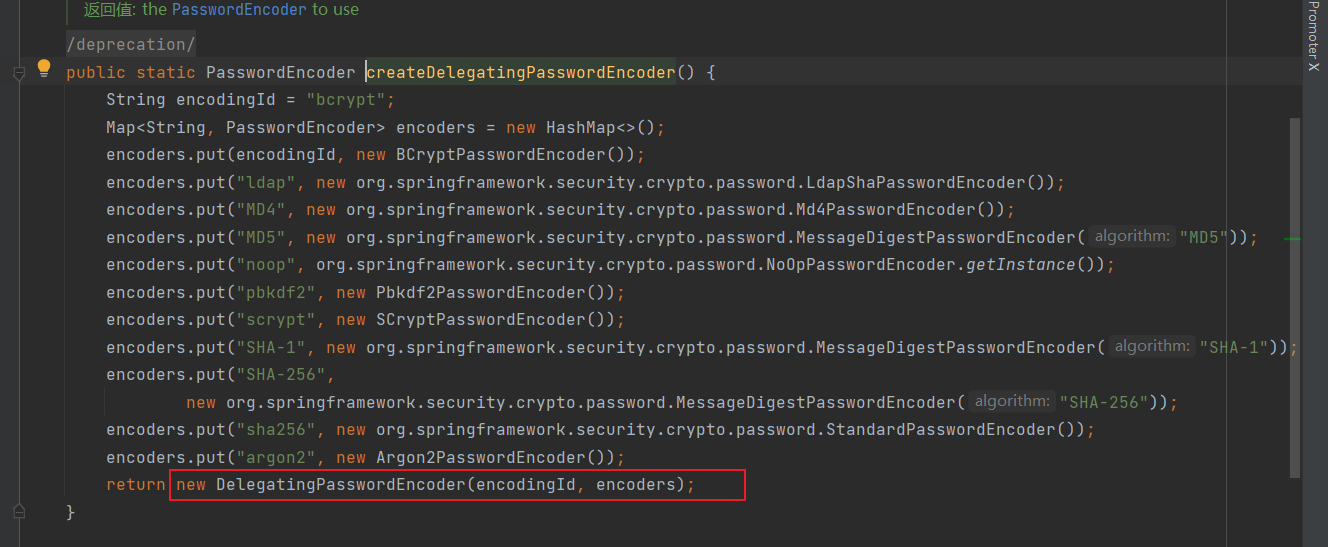 返回值: the PasswordEncoder to use
/deprecation/
public static PasswordEncoder createDelegatingPasswordEncoder() {
String encodingId = "bcrypt";
Map<String, PasswordEncoder> encoders = new HashMap<>();
encoders.put(encodingId, new BCryptPasswordEncoder());
encoders.put("ldap", new org.springframework.security.crypto.password.LdapShaPasswordEncoder());
encoders.put("MD4", new org.springframework.security.crypto.password.Md4PasswordEncoder());
encoders.put("MD5", new org.springframework.security.crypto.password.MessageDigestPasswordEncoder( algorithm: "MD5"));
encoders.put("noop", org.springframework.security.crypto.password.NoOpPasswordEncoder.getInstance());
encoders.put("pbkdf2", new Pbkdf2PasswordEncoder());
encoders.put("scrypt", new SCryptPasswordEncoder());
encoders.put("SHA-1", new org.springframework.security.crypto.password.MessageDigestPasswordEncoder( algorithm: "SHA-1"));
encoders.put("SHA-256",
new org.springframework.security.crypto.password.MessageDigestPasswordEncoder( algorithm: "SHA-256"));
encoders.put("sha256", new org.springframework.security.crypto.password.StandardPasswordEncoder());
encoders.put("argon2", new Argon2PasswordEncoder());
return new DelegatingPasswordEncoder(encodingId, encoders);
}
Promoter X